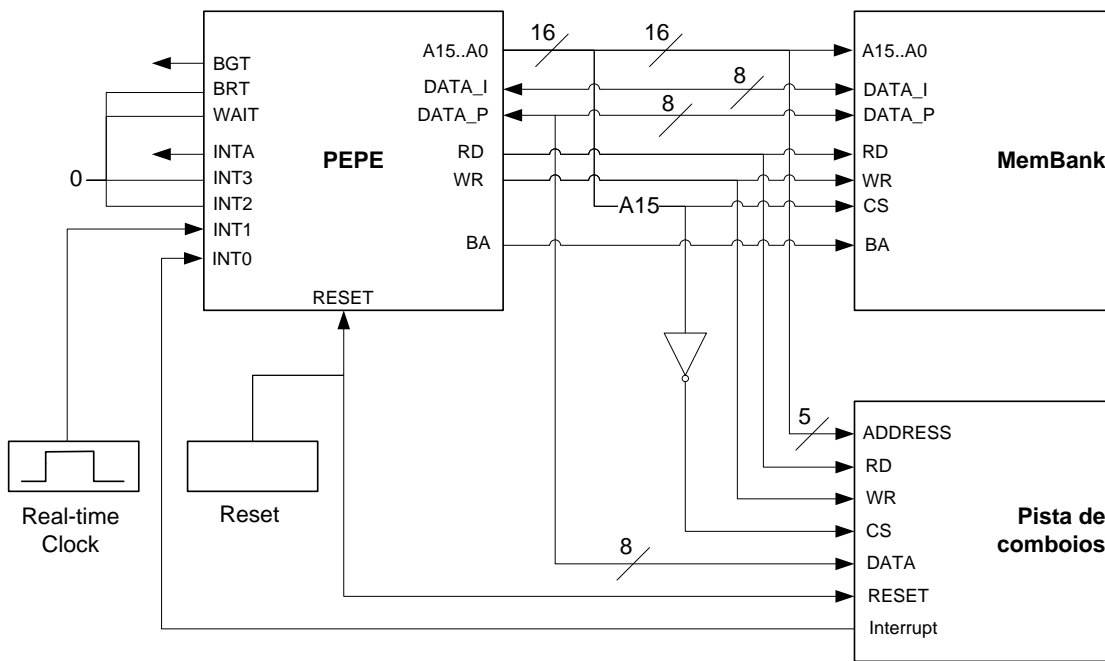 BGT
BRT
WAIT
INTA
INT3
INT2
INT1
INT0
0
PEPE
A15..A0
DATA_I
DATA_P
RD
WR
BA
RESET
16
16
8
8
A15
A15..A0
DATA_I
DATA_P
RD
WR
CS
BA
MemBank
Real-time
Clock
Reset
5
8
ADDRESS
RD
WR
CS
DATA
RESET
Interrupt
Pista de
comboios